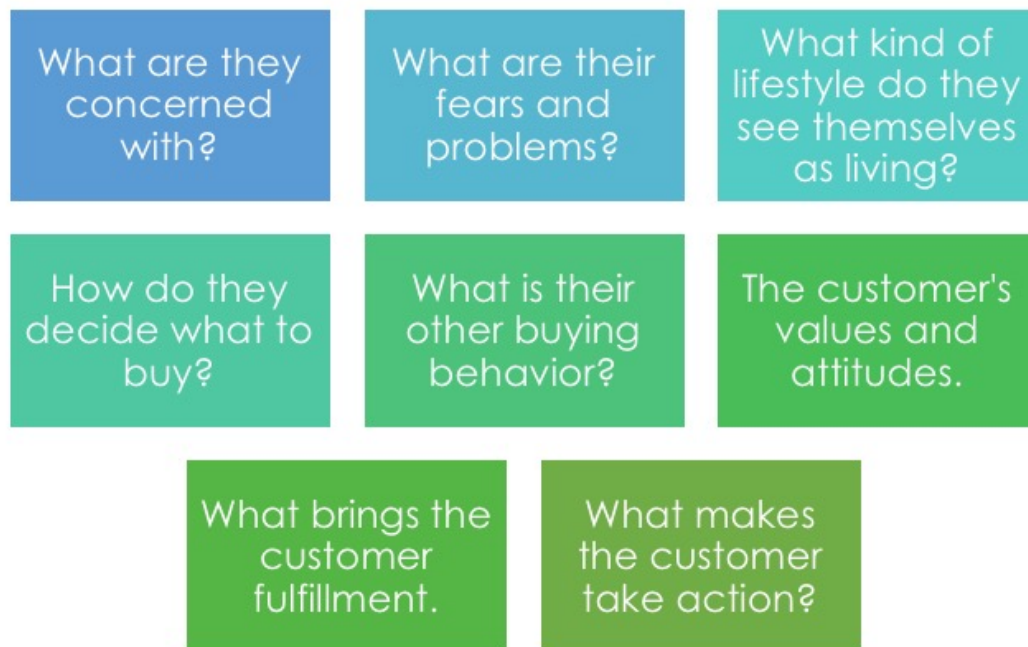 What are they
concerned
with?
What are their
fears and
problems?
What kind of
lifestyle do they
see themselves
as living?
How do they
decide what to
buy?
What is their
other buying
behavior?
The customer's
values and
attitudes.
What brings the
customer
fulfillment.
What makes
the customer
take action?